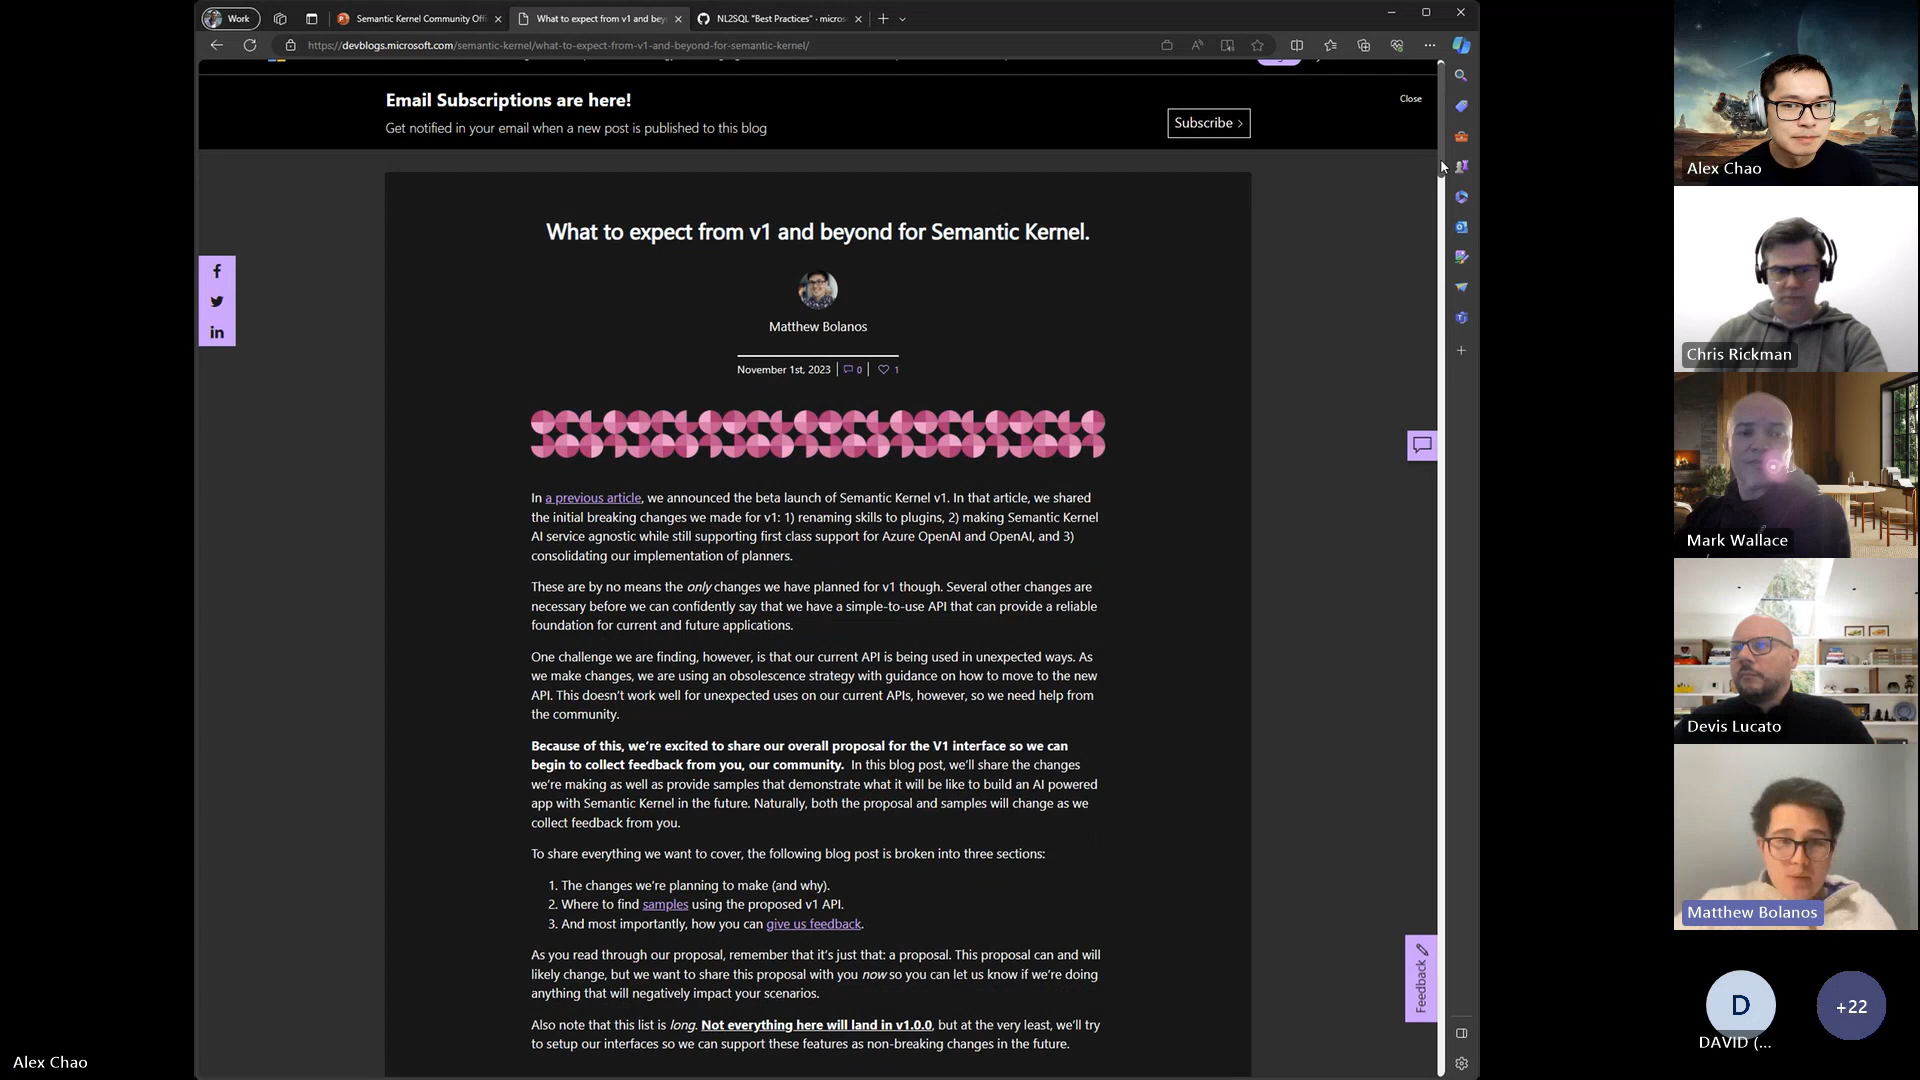 Work
Semantic Kernel Community Offi
What to expect from v1 and bey
NL2SQL "Best Practices" · micros
https://devblogs.microsoft.com/semantic-kernel/what-to-expect-from-v1-and-beyond-for-semantic-kernel/
Email Subscriptions are here!
Get notified in your email when a new post is published to this blog
Subscribe >
Close
What to expect from v1 and beyond for Semantic Kernel.
Matthew Bolanos
November 1st, 2023 0 1
In a previous article, we announced the beta launch of Semantic Kernel v1. In that article, we shared
the initial breaking changes we made for v1: 1) renaming skills to plugins, 2) making Semantic Kernel
AI service agnostic while still supporting first class support for Azure OpenAI and OpenAI, and 3)
consolidating our implementation of planners.
These are by no means the only changes we have planned for v1 though. Several other changes are
necessary before we can confidently say that we have a simple-to-use API that can provide a reliable
foundation for current and future applications.
One challenge we are finding, however, is that our current API is being used in unexpected ways. As
we make changes, we are using an obsolescence strategy with guidance on how to move to the new
API. This doesn't work well for unexpected uses on our current APIs, however, so we need help from
the community.
Because of this, we're excited to share our overall proposal for the V1 interface so we can
begin to collect feedback from you, our community. In this blog post, we'll share the changes
we're making as well as provide samples that demonstrate what it will be like to build an AI powered
app with Semantic Kernel in the future. Naturally, both the proposal and samples will change as we
collect feedback from you.
To share everything we want to cover, the following blog post is broken into three sections:
1. The changes we're planning to make (and why).
2. Where to find samples using the proposed v1 API.
3. And most importantly, how you can give us feedback.
As you read through our proposal, remember that it's just that: a proposal. This proposal can and will
likely change, but we want to share this proposal with you now so you can let us know if we're doing
anything that will negatively impact your scenarios.
Also note that this list is long. Not everything here will land in v1.0.0, but at the very least, we'll try
to setup our interfaces so we can support these features as non-breaking changes in the future.
Feedback
Alex Chao
Chris Rickman
Mark Wallace
Devis Lucato
Matthew Bolanos
D
DAVID (...
+22
Alex Chao